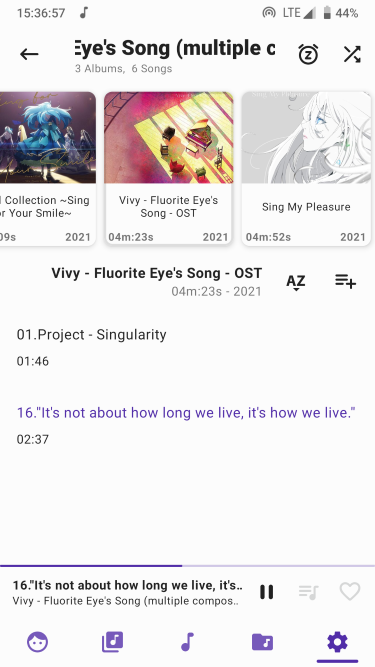 15:36:57
LTE
44%
Eye's Song (multiple c
3 Albums, 6 Songs
l Collection ~Sing
or Your Smile~
09s
2021
Vivy - Fluorite Eye's
Song - OST
04m:23s
2021
Sing My Pleasure
04m:52s
2021
Vivy - Fluorite Eye's Song - OST
04m:23s - 2021
AZ
01.Project - Singularity
01:46
16."It's not about how long we live, it's how we live."
02:37
16."It's not about how long we live, it's..
Vivy - Fluorite Eye's Song (multiple compos..